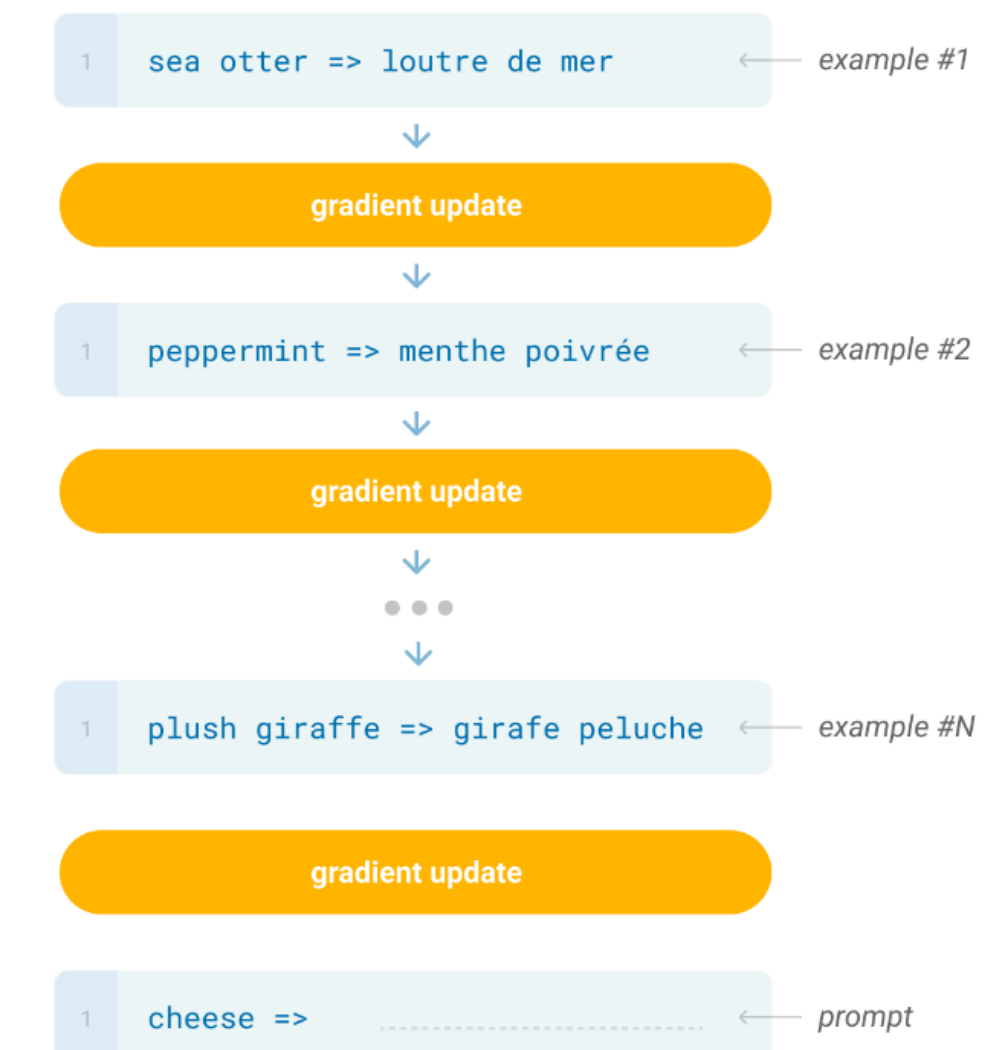 1 sea otter => loutre de mer example #1
gradient update
1 peppermint => menthe poivrée example #2
gradient update
1 plush giraffe => girafe peluche example #N
gradient update
1 cheese => prompt